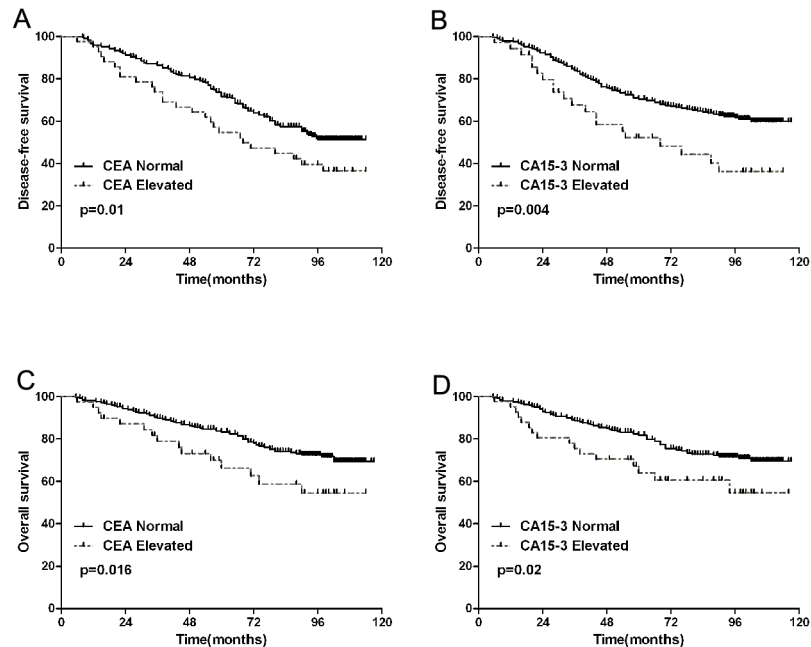 A
Disease-free survival
100
80
60
40
60
20
0
CEA Normal
CEA Elevated
p=0.01
0 24 48 72 96 120
Time(months)
B
Disease-free survival
100
80
60
40
60
20
0
CA15-3 Normal
CA15-3 Elevated
p=0.004
0 24 48 72 96 120
Time(months)
C
Overall survival
100
80
60
40
20
0
CEA Normal
CEA Elevated
p=0.016
0 24 48 72 96 120
Time(months)
D
Overall survival
100
80
60
40
20
0
CA15-3 Normal
CA15-3 Elevated
p=0.02
0 24 48 72 96 120
Time(months)